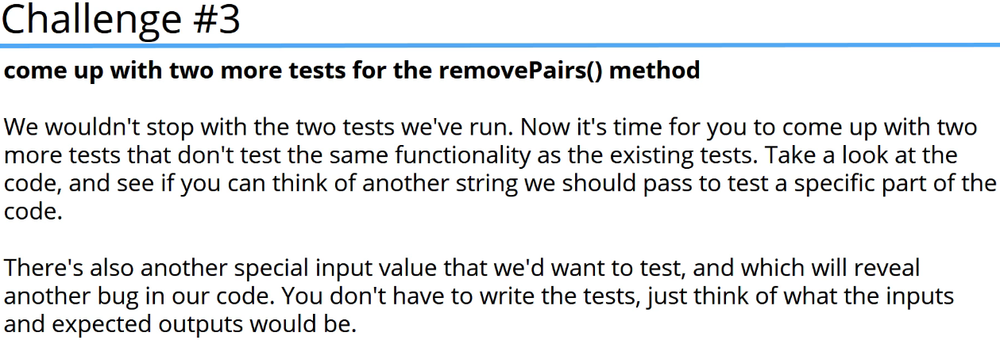 Challenge #3
come up with two more tests for the removePairs() method
We wouldn't stop with the two tests we've run. Now it's time for you to come up with two
more tests that don't test the same functionality as the existing tests. Take a look at the
code, and see if you can think of another string we should pass to test a specific part of the
code.
There's also another special input value that we'd want to test, and which will reveal
another bug in our code. You don't have to write the tests, just think of what the inputs
and expected outputs would be.